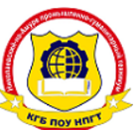 Николаевский-на-Амуре промышленно-гуманитарный техникум
КГБ ПОУ НПГТ